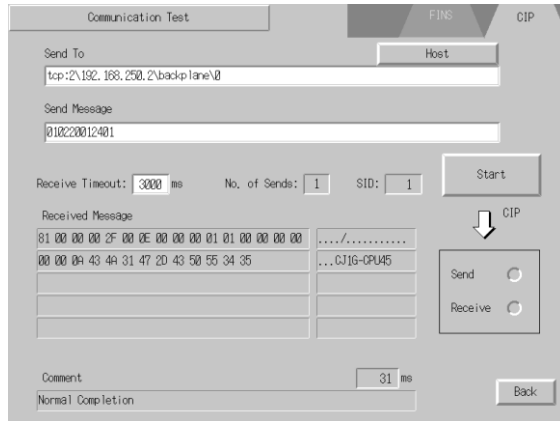 Communication Test
FINS
CIP
Send To
Host
tcp:2\192.168.250.2\backplane\0
Send Message
010220012401
Receive Timeout: 3000 ms
No. of Sends: 1
SID: 1
Start
Received Message
CIP
81 00 00 00 2F 00 0E 00 00 00 01 01 00 00 00 00
..../...........
00 00 0A 43 4A 31 47 2D 43 50 55 34 35
...CJ1G-CPU45
Send
Receive
Comment
31 ms
Normal Completion
Back